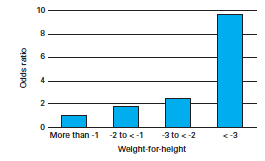 Odds ratio
10
8
6
4
2
0
More than -1 -2 to < -1 -3 to < -2 < -3
Weight-for-height